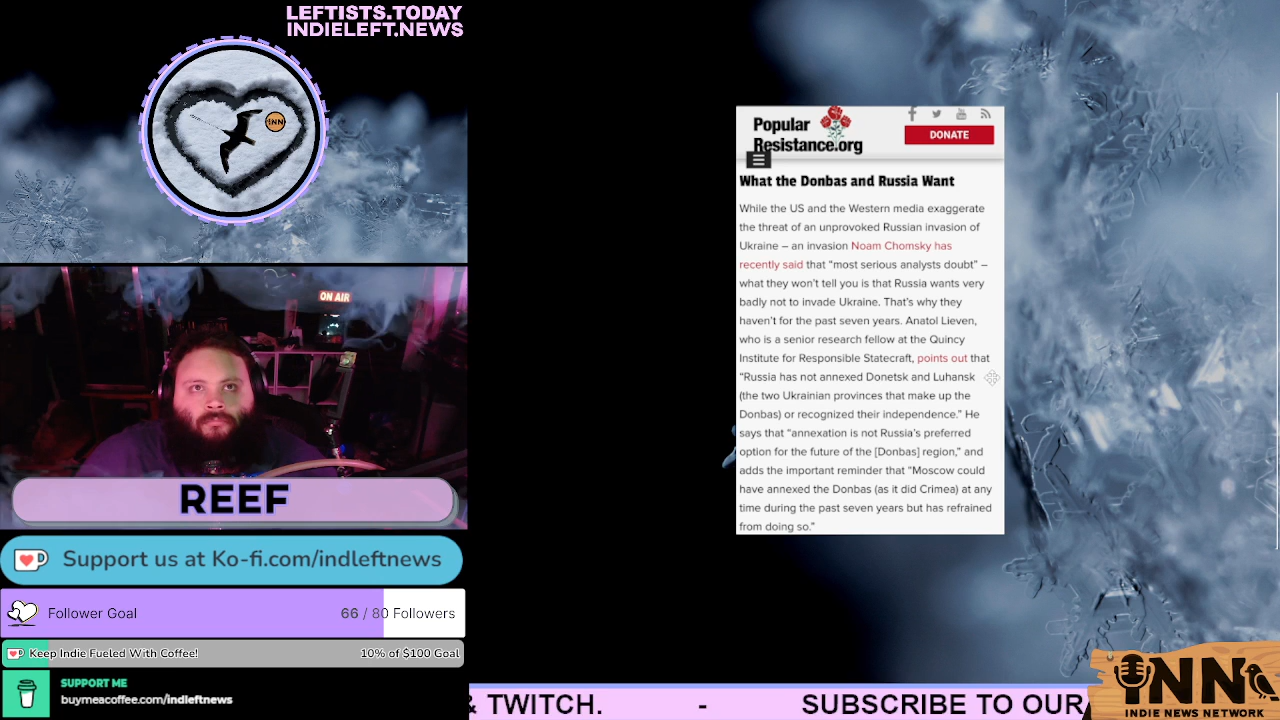 LEFTISTS.TODAY
INDIELEFT.NEWS
INN
ON AIR
REEF
Support us at Ko-fi.com/indleftnews
Follower Goal 66 / 80 Followers
Keep Indie Fueled With Coffee! 10% of $100 Goal
SUPPORT ME
buymeacoffee.com/indleftnews
Popular
Resistance.org
DONATE
What the Donbas and Russia Want
While the US and the Western media exaggerate
the threat of an unprovoked Russian invasion of
Ukraine – an invasion Noam Chomsky has
recently said that “most serious analysts doubt” –
what they won’t tell you is that Russia wants very
badly not to invade Ukraine. That’s why they
haven’t for the past seven years. Anatol Lieven,
who is a senior research fellow at the Quincy
Institute for Responsible Statecraft, points out that
“Russia has not annexed Donetsk and Luhansk
(the two Ukrainian provinces that make up the
Donbas) or recognized their independence.” He
says that “annexation is not Russia’s preferred
option for the future of the [Donbas] region,” and
adds the important reminder that “Moscow could
have annexed the Donbas (as it did Crimea) at any
time during the past seven years but has refrained
from doing so.”
& TWITCH. - SUBSCRIBE TO OUR
INN
INDIE NEWS NETWORK